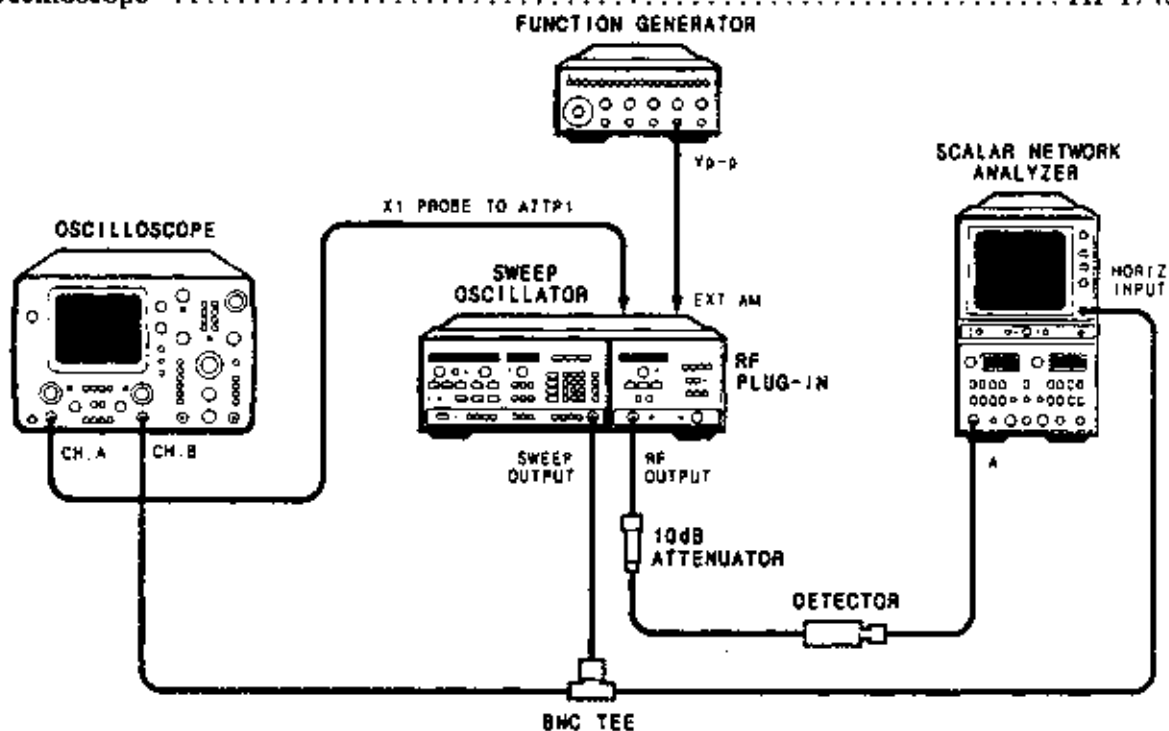 FUNCTION GENERATOR
Vp-p
SCALAR NETWORK
ANALYZER
X1 PROBE TO A7TP1
OSCILLOSCOPE
SWEEP
OSCILLATOR
EXT AM
HORIZ
INPUT
RF
PLUG-IN
CH.A
CH.B
SWEEP
OUTPUT
RF
OUTPUT
A
10dB
ATTENUATOR
DETECTOR
BNC TEE